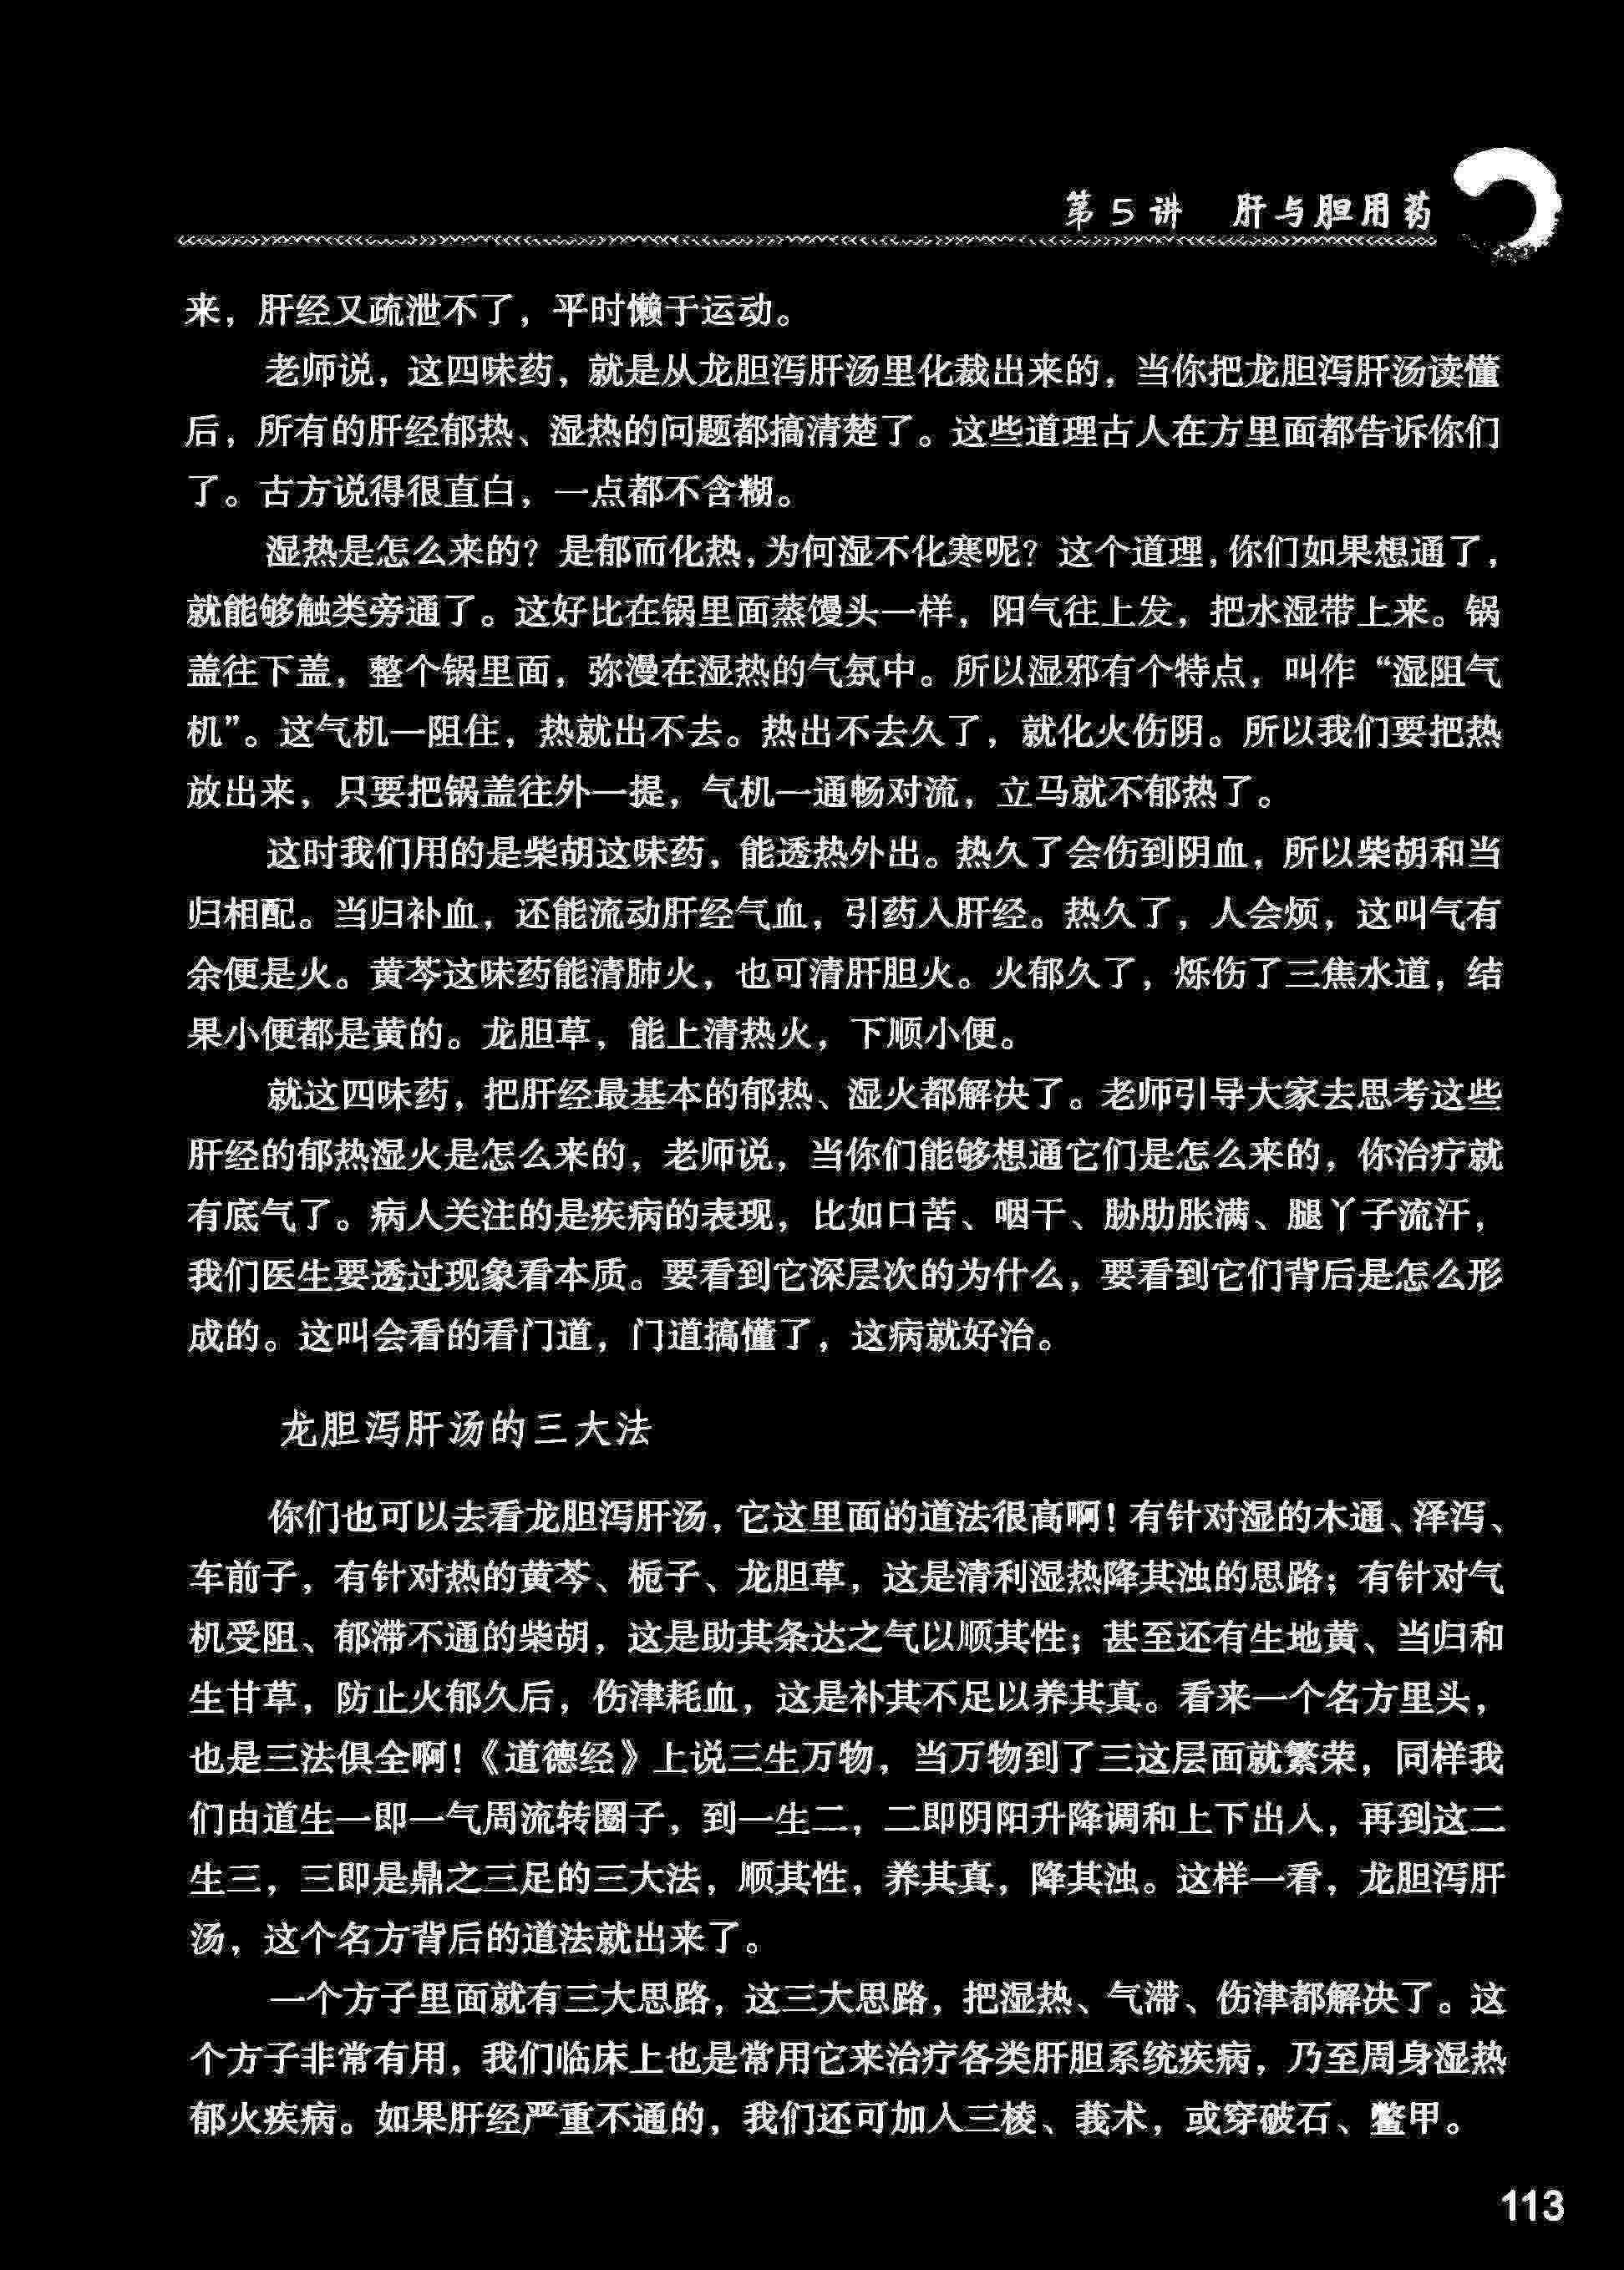 第5讲 肝与胆用药
来，肝经又疏泄不了，平时懒于运动。
老师说，这四味药，就是从龙胆泻肝汤里化裁出来的，当你把龙胆泻肝汤读懂
后，所有的肝经郁热、湿热的问题都搞清楚了。这些道理古人在方里面都告诉你们
了。古方说得很直白，一点都不含糊。
湿热是怎么来的？是郁而化热，为何湿不化寒呢？这个道理，你们如果想通了，
就能够触类旁通了。这好比在锅里面蒸馒头一样，阳气往上发，把水湿带上来。锅
盖往下盖，整个锅里面，弥漫在湿热的气氛中。所以湿邪有个特点，叫作“湿阻气
机”。这气机一阻住，热就出不去。热出不去久了，就化火伤阴。所以我们要把热
放出来，只要把锅盖往外一提，气机一通畅对流，立马就不郁热了。
这时我们用的是柴胡这味药，能透热外出。热久了会伤到阴血，所以柴胡和当
归相配。当归补血，还能流动肝经气血，引药入肝经。热久了，人会烦，这叫气有
余便是火。黄芩这味药能清肺火，也可清肝胆火。火郁久了，烁伤了三焦水道，结
果小便都是黄的。龙胆草，能上清热火，下顺小便。
就这四味药，把肝经最基本的郁热、湿火都解决了。老师引导大家去思考这些
肝经的郁热湿火是怎么来的，老师说，当你们能够想通它们是怎么来的，你治疗就
有底气了。病人关注的是疾病的表现，比如口苦、咽干、胁肋胀满、腿丫子流汗，
我们医生要透过现象看本质。要看到它深层次的为什么，要看到它们背后是怎么形
成的。这叫会看的看门道，门道搞懂了，这病就好治。
龙胆泻肝汤的三大法
你们也可以去看龙胆泻肝汤，它这里面的道法很高啊！有针对湿的木通、泽泻、
车前子，有针对热的黄芩、栀子、龙胆草，这是清利湿热降其浊的思路；有针对气
机受阻、郁滞不通的柴胡，这是助其条达之气以顺其性；甚至还有生地黄、当归和
生甘草，防止火郁久后，伤津耗血，这是补其不足以养其真。看来一个名方里头，
也是三法俱全啊！《道德经》上说三生万物，当万物到了三这层面就繁荣，同样我
们由道生一即一气周流转圈子，到一生二，二即阴阳升降调和上下出入，再到这二
生三，三即是鼎之三足的三大法，顺其性，养其真，降其浊。这样一看，龙胆泻肝
汤，这个名方背后的道法就出来了。
一个方子里面就有三大思路，这三大思路，把湿热、气滞、伤津都解决了。这
个方子非常有用，我们临床上也是常用它来治疗各类肝胆系统疾病，乃至周身湿热
郁火疾病。如果肝经严重不通的，我们还可加入三棱、莪术，或穿破石、鳖甲。
113